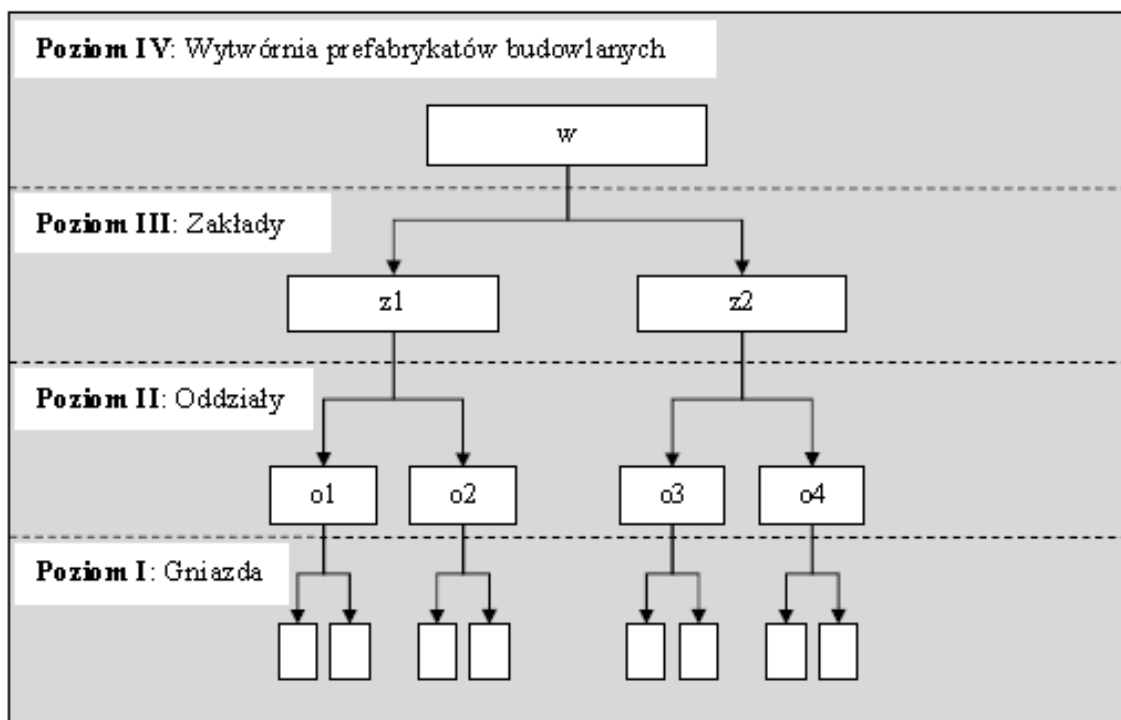 Poziom IV: Wytwórnia prefabrykatów budowlanych
w
Poziom III: Zakłady
z1 z2
Poziom II: Oddziały
o1 o2 o3 o4
Poziom I: Gniazda